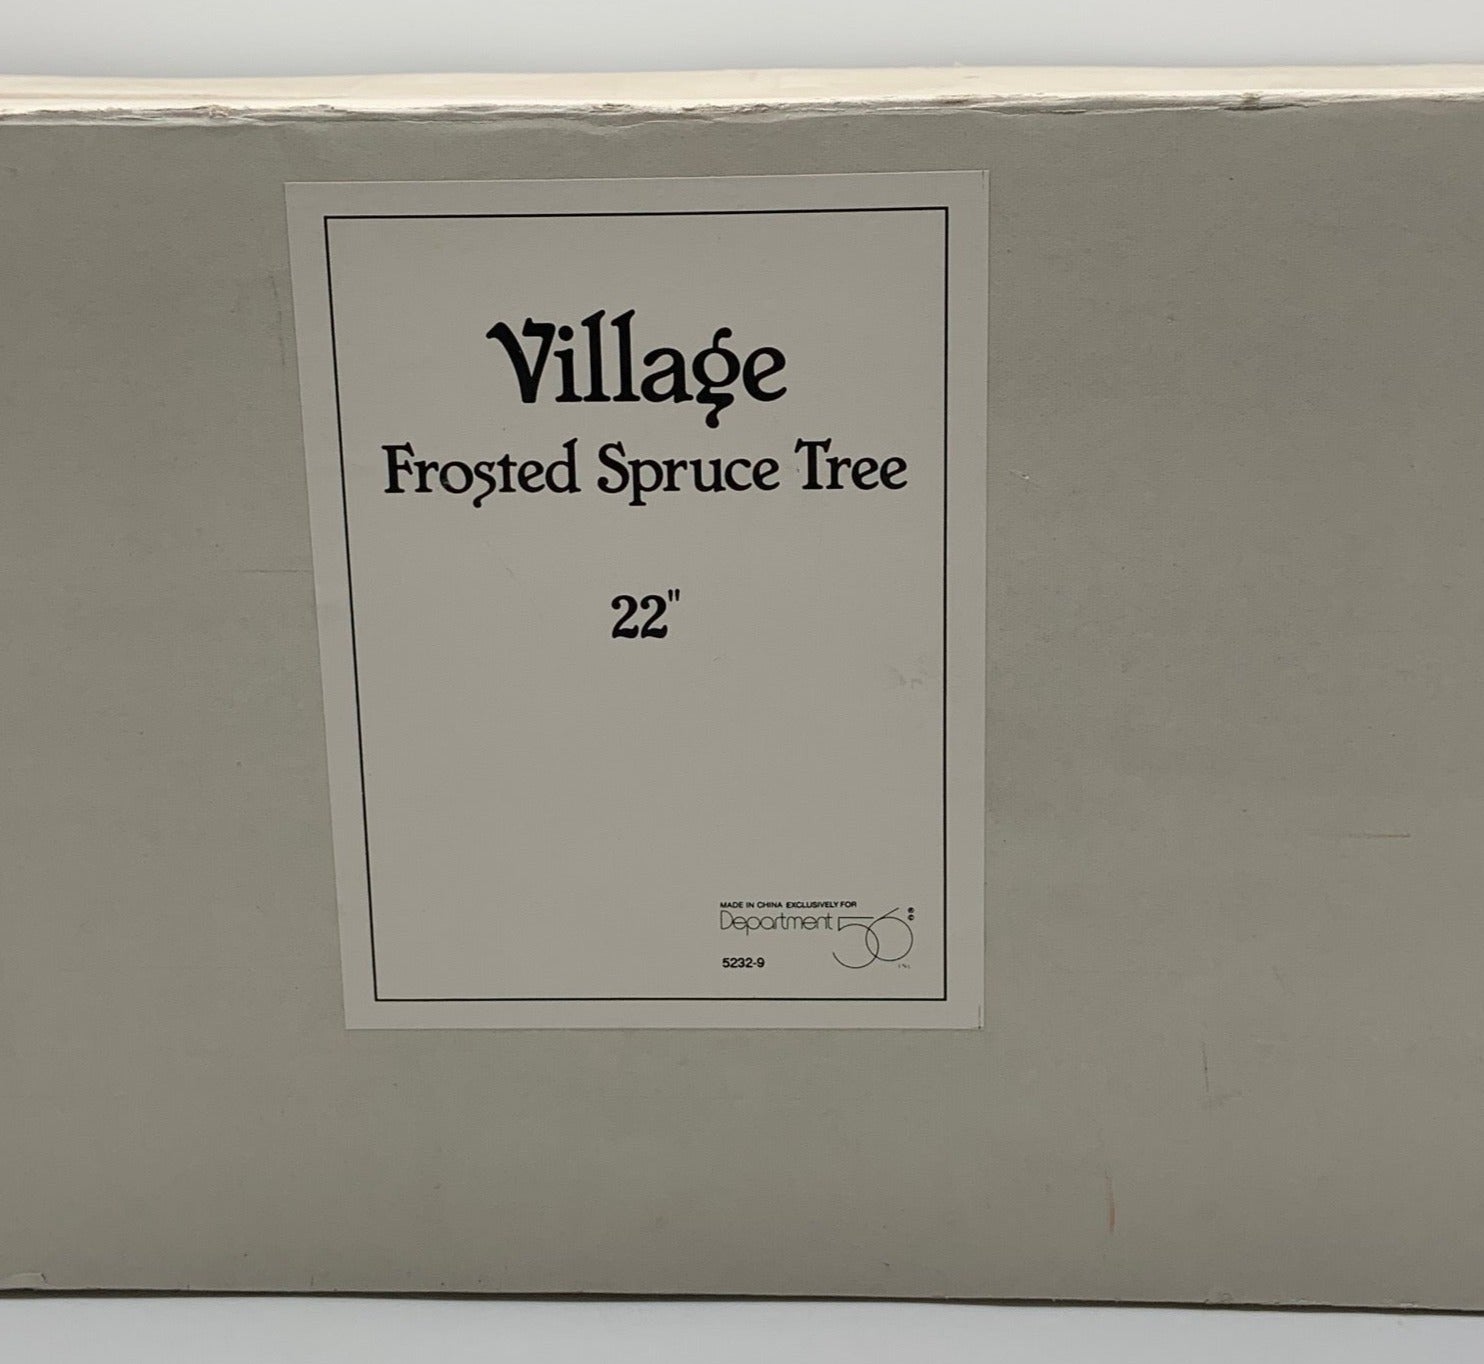 Village
Frosted Spruce Tree
22"
MADE IN CHINA EXCLUSIVELY FOR
Department 56 ® ©
5232-9